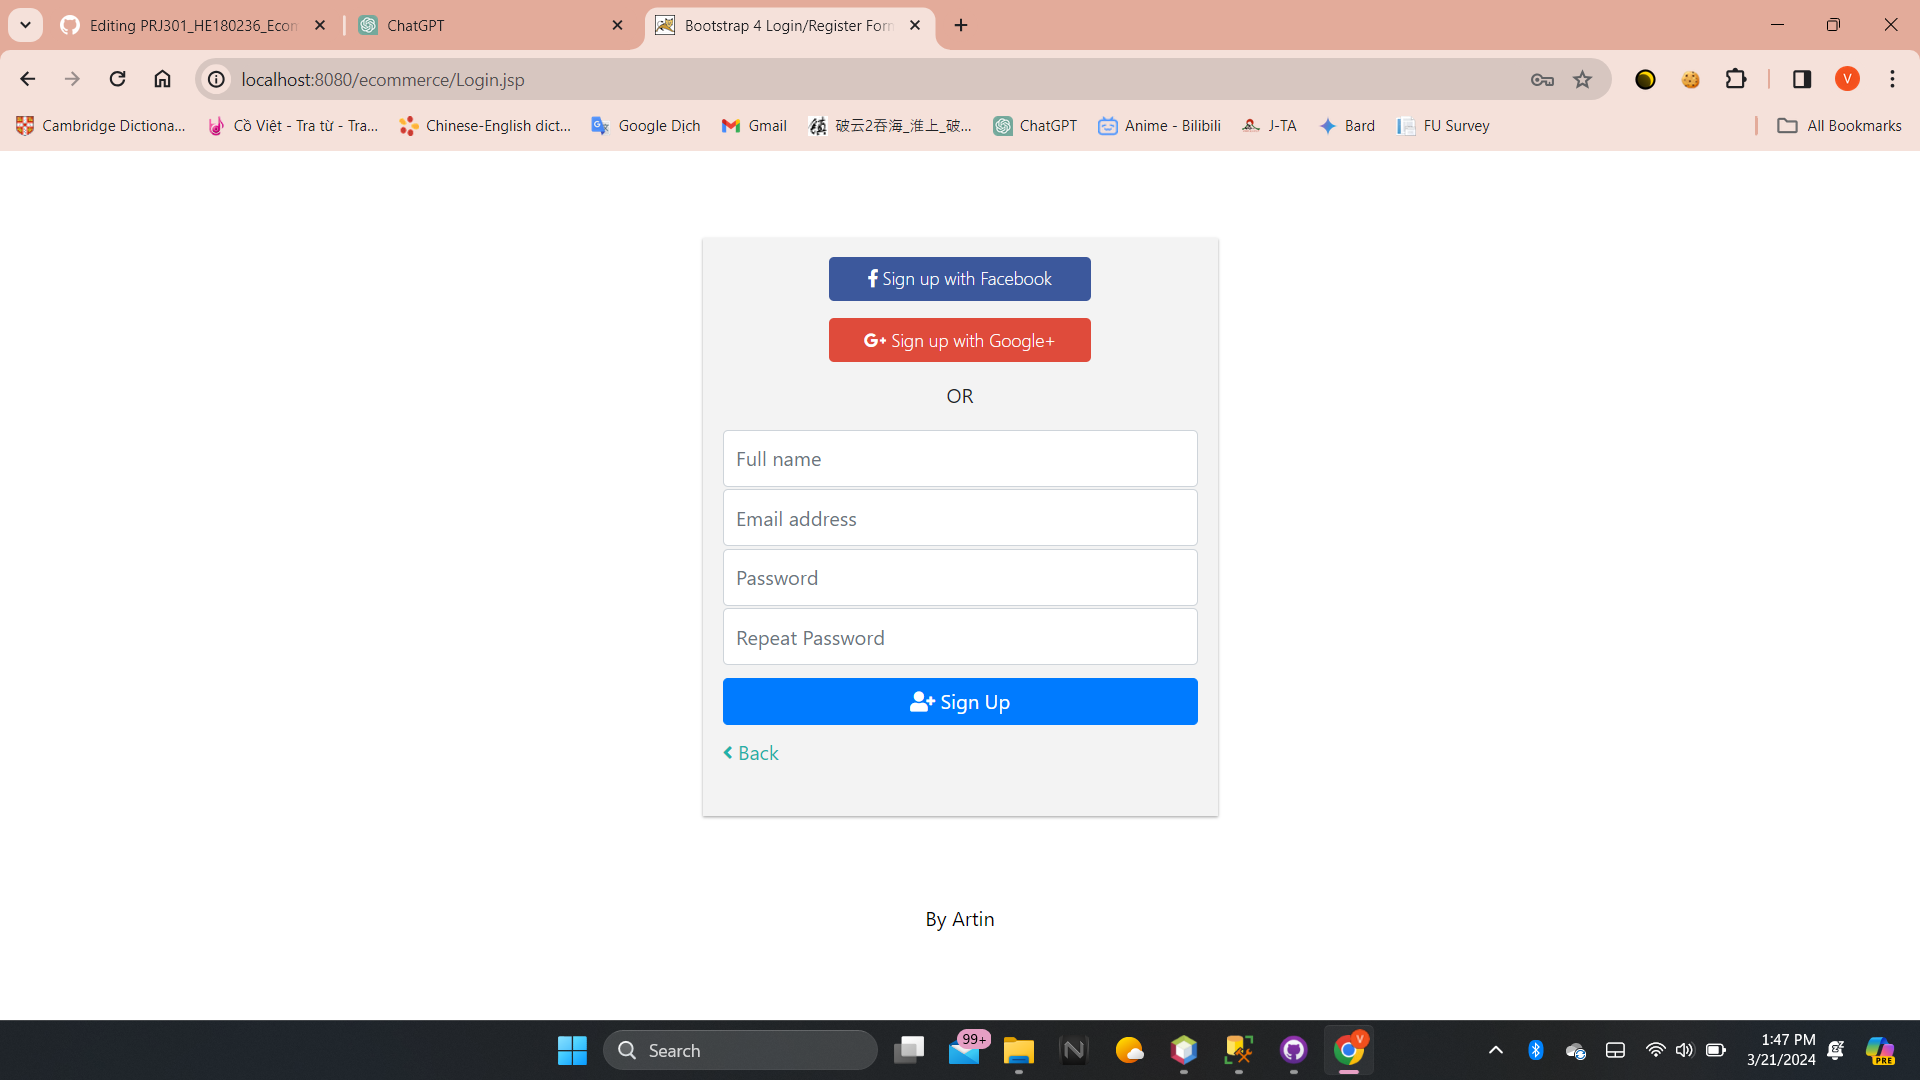 Editing PRJ301_HE180236_Econ
ChatGPT
Bootstrap 4 Login/Register Forn
localhost:8080/ecommerce/Login.jsp
V
Cambridge Dictiona...
Cồ Việt - Tra từ - Tra...
Chinese-English dict...
Google Dịch
Gmail
破云2吞海_淮上_破...
ChatGPT
Anime - Bilibili
J-TA
Bard
FU Survey
All Bookmarks
Sign up with Facebook
G+ Sign up with Google+
OR
Full name
Email address
Password
Repeat Password
Sign Up
Back
By Artin
Search
99+
V
1:47 PM
3/21/2024
PRE